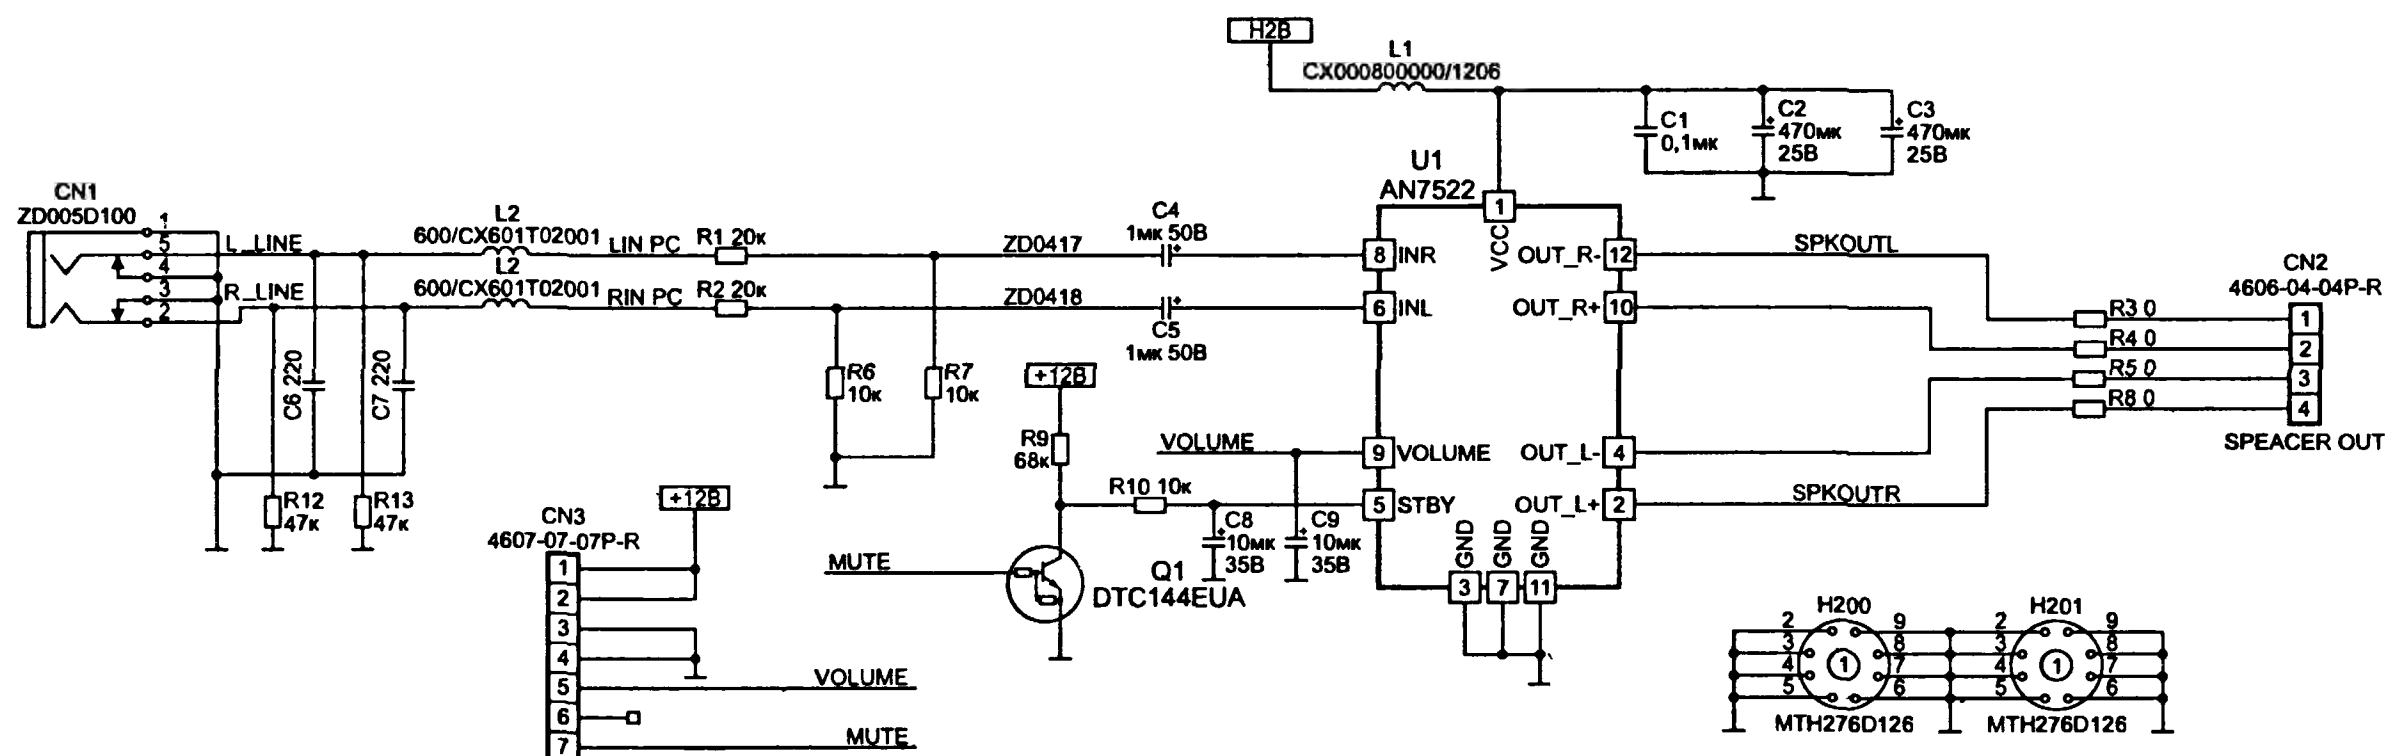 H2B
L1
CX000800000/1206
C1
0,1мк
C2
470мк
25В
C3
470мк
25В
U1
AN7522
CN1
ZD005D100
1
5
4
3
2
L_LINE
R_LINE
L2
600/CX601T02001
L2
600/CX601T02001
LIN PC
RIN PC
R1 20к
R2 20к
ZD0417
ZD0418
C4
1мк 50В
C5
1мк 50В
1
VCC
8 INR
6 INL
9 VOLUME
5 STBY
OUT_R- 12
OUT_R+ 10
OUT_L- 4
OUT_L+ 2
GND
GND
GND
3
7
11
SPKOUTL
SPKOUTR
CN2
4606-04-04P-R
R3 0
R4 0
R5 0
R8 0
1
2
3
4
SPEACER OUT
C6 220
C7 220
R12
47к
R13
47к
R6
10к
R7
10к
+12В
R9
68к
VOLUME
R10 10к
C8
10мк
35В
C9
10мк
35В
MUTE
Q1
DTC144EUA
+12В
CN3
4607-07-07P-R
1
2
3
4
5
6
7
VOLUME
MUTE
H200
2
3
4
5
1
9
8
7
6
MTH276D126
H201
2
3
4
5
1
9
8
7
6
MTH276D126